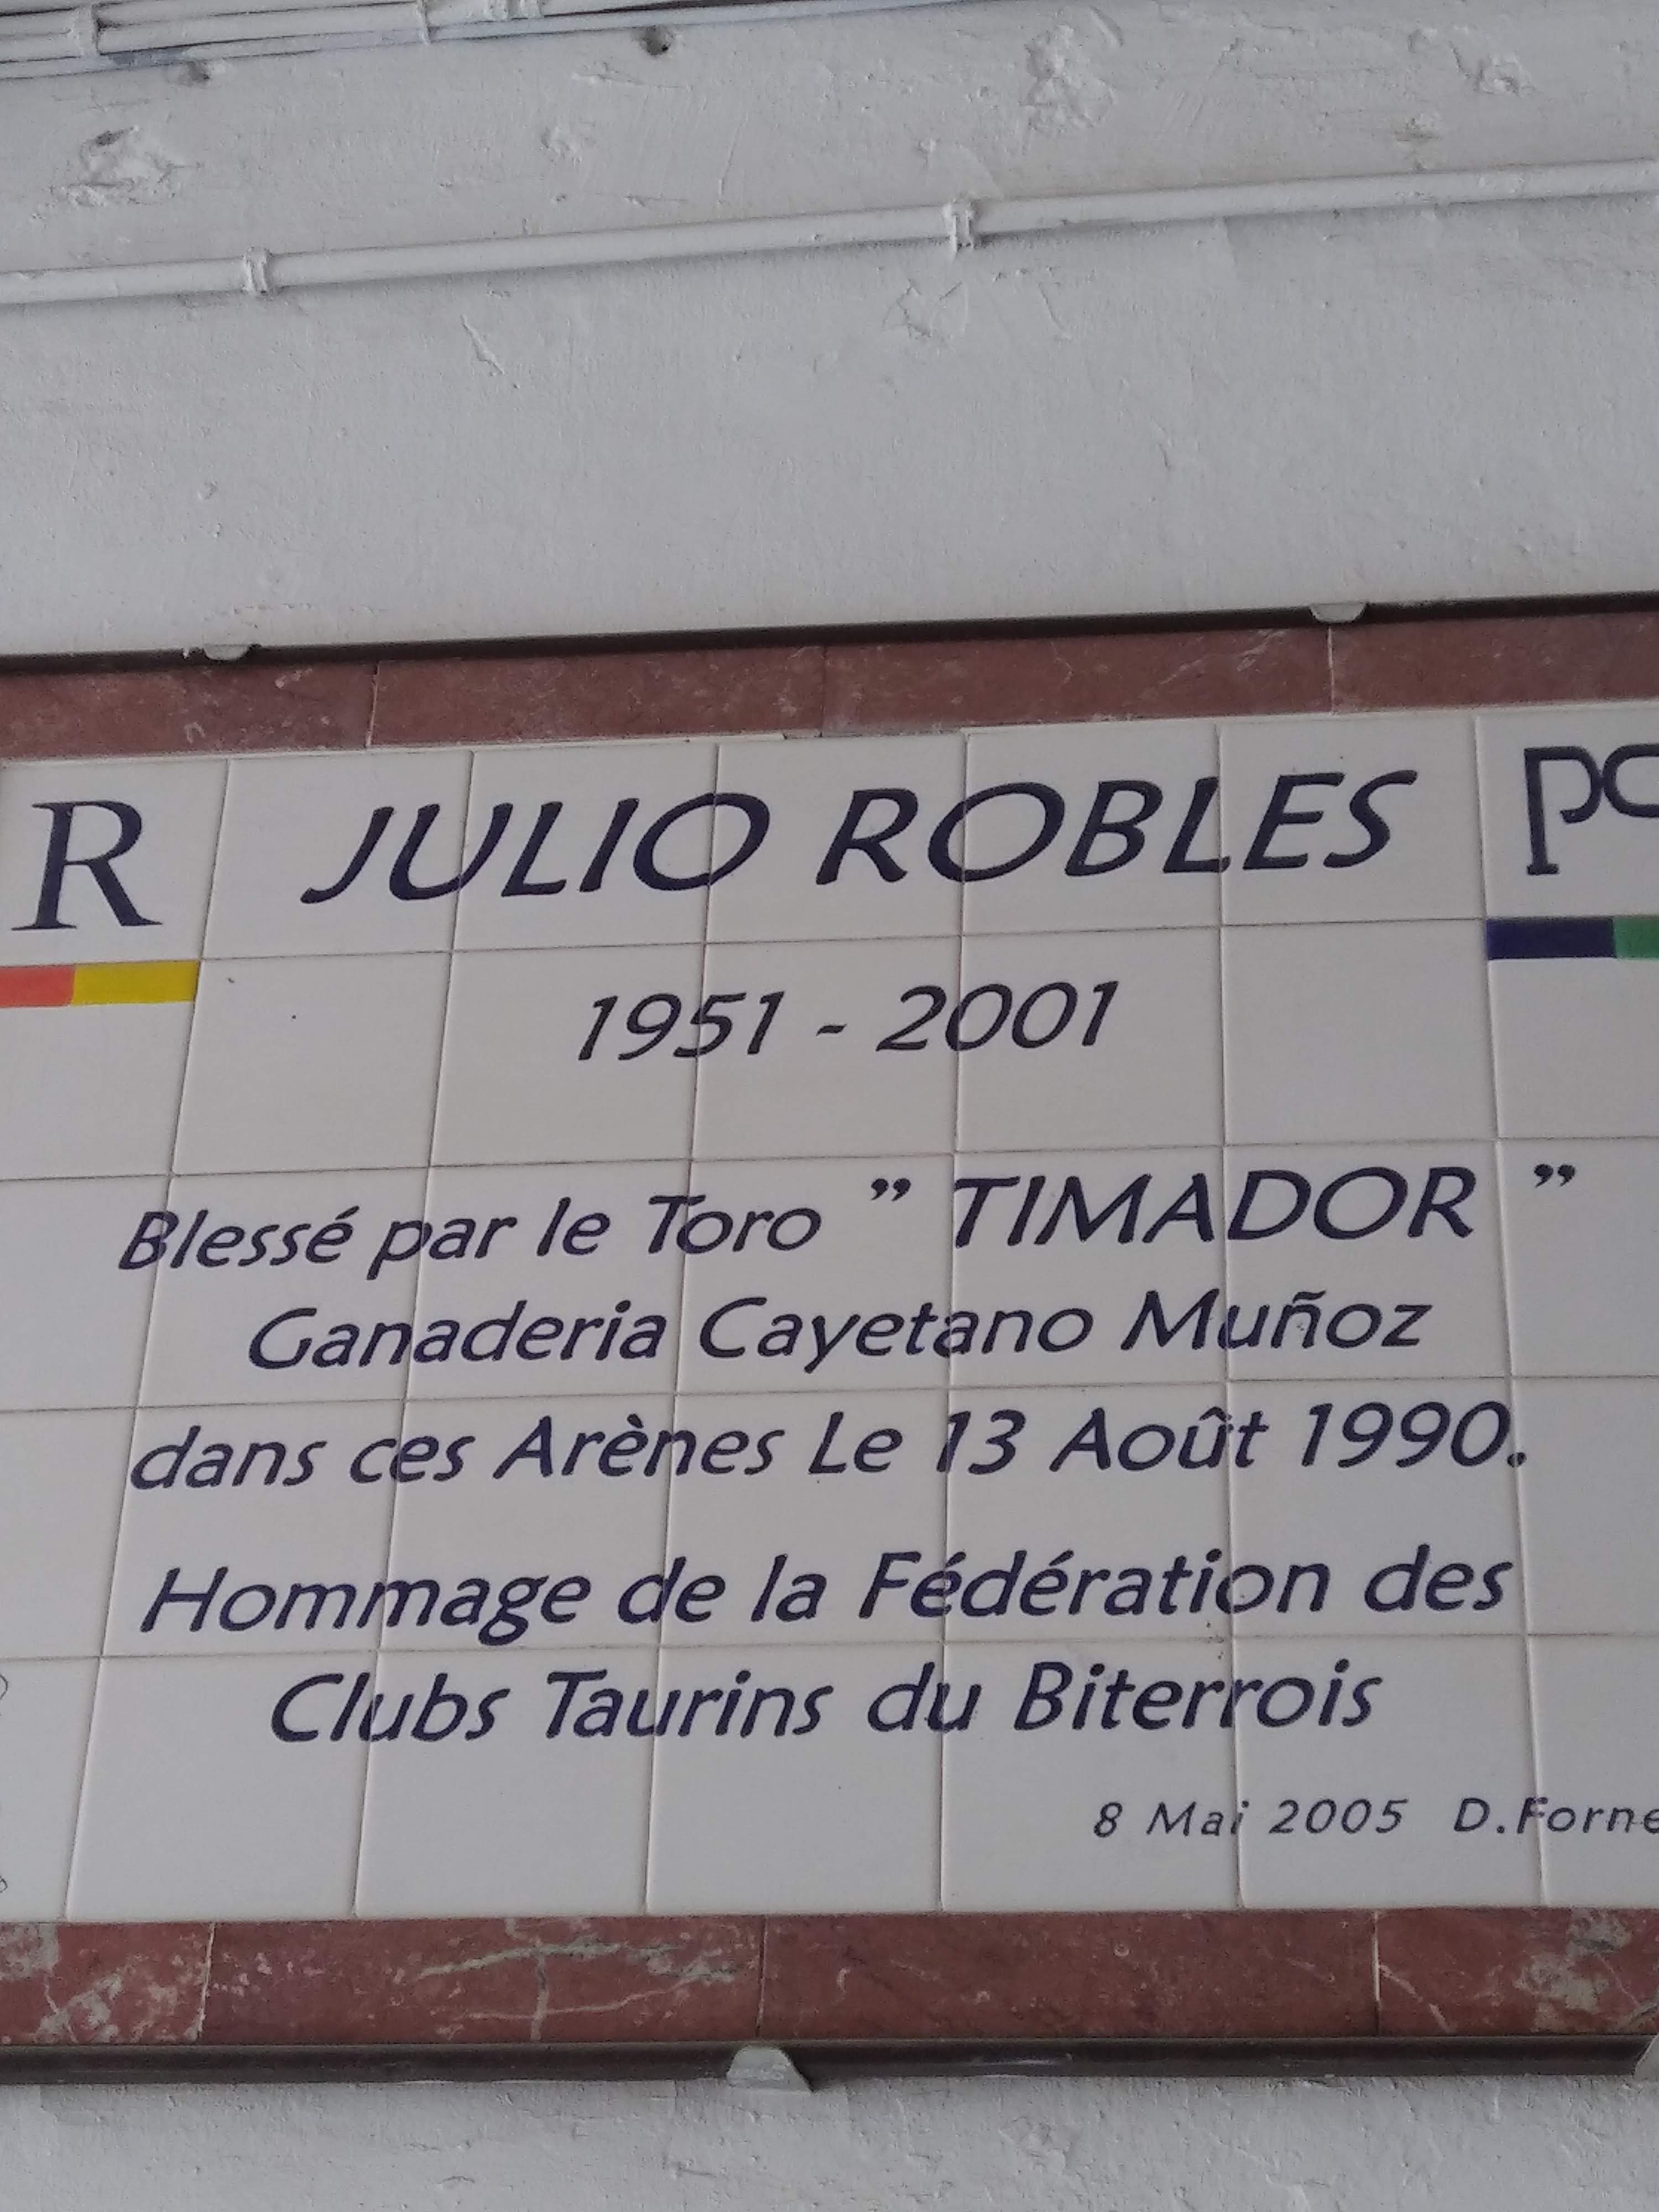 R JULIO ROBLES
1951 - 2001
Blessé par le Toro " TIMADOR "
Ganaderia Cayetano Muñoz
dans ces Arènes Le 13 Août 1990.
Hommage de la Fédération des
Clubs Taurins du Biterrois
8 Mai 2005 D.Forne